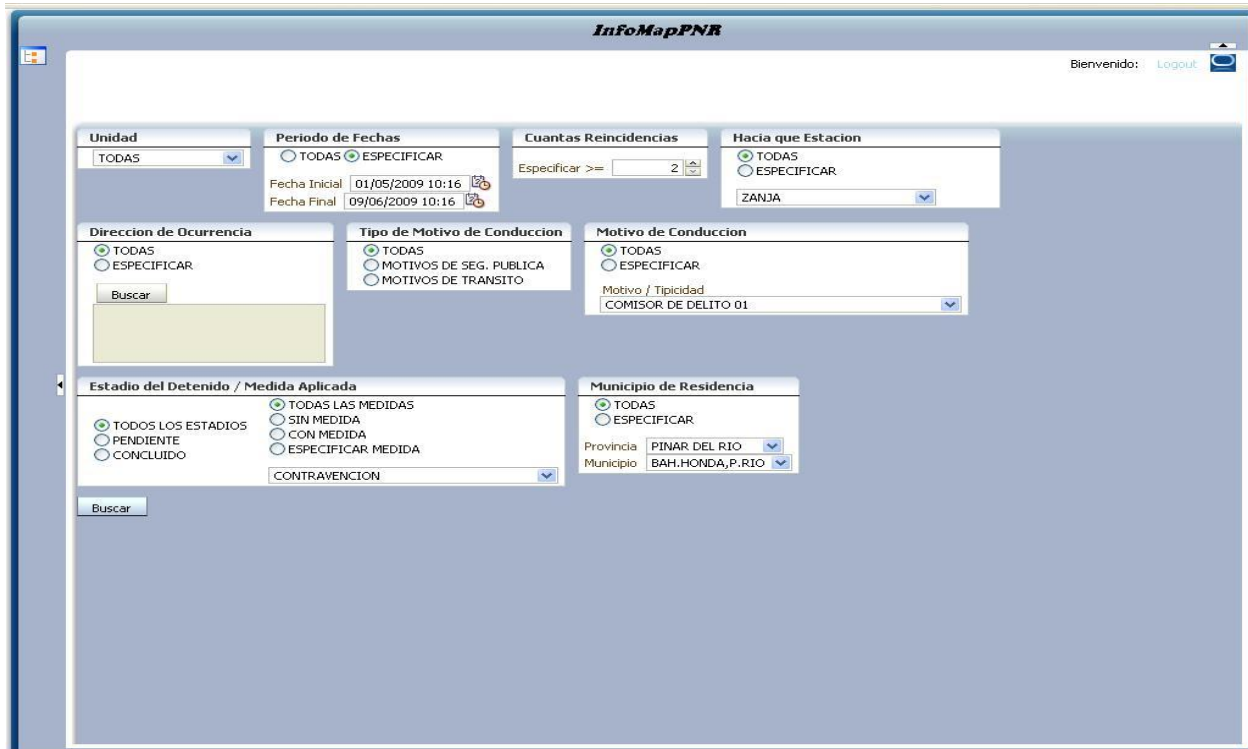 InfoMapPNR
Bienvenido: Logout
Unidad
TODAS
Periodo de Fechas
TODAS ESPECIFICAR
Fecha Inicial 01/05/2009 10:16
Fecha Final 09/06/2009 10:16
Cuantas Reincidencias
Especificar >= 2
Hacia que Estacion
TODAS
ESPECIFICAR
ZANJA
Direccion de Ocurrencia
TODAS
ESPECIFICAR
Buscar
Tipo de Motivo de Conduccion
TODAS
MOTIVOS DE SEG. PUBLICA
MOTIVOS DE TRANSITO
Motivo de Conduccion
TODAS
ESPECIFICAR
Motivo / Tipicidad
COMISOR DE DELITO 01
Estadio del Detenido / Medida Aplicada
TODOS LOS ESTADIOS
PENDIENTE
CONCLUIDO
TODAS LAS MEDIDAS
SIN MEDIDA
CON MEDIDA
ESPECIFICAR MEDIDA
CONTRAVENCION
Municipio de Residencia
TODAS
ESPECIFICAR
Provincia PINAR DEL RIO
Municipio BAH.HONDA,P.RIO
Buscar